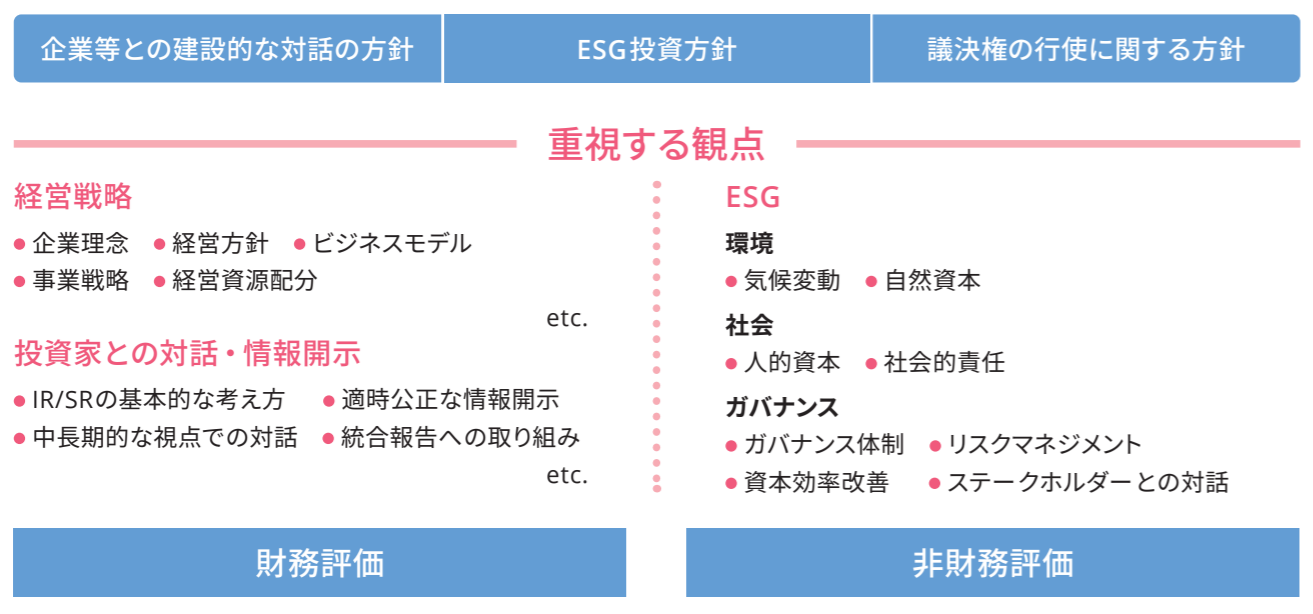 企業等との建設的な対話の方針
ESG投資方針
議決権の行使に関する方針
重視する観点
経営戦略
● 企業理念 ● 経営方針 ● ビジネスモデル
● 事業戦略 ● 経営資源配分
etc.
投資家との対話・情報開示
● IR/SRの基本的な考え方 ● 適時公正な情報開示
● 中長期的な視点での対話 ● 統合報告への取り組み
etc.
ESG
環境
● 気候変動 ● 自然資本
社会
● 人的資本 ● 社会的責任
ガバナンス
● ガバナンス体制 ● リスクマネジメント
● 資本効率改善 ● ステークホルダーとの対話
財務評価
非財務評価